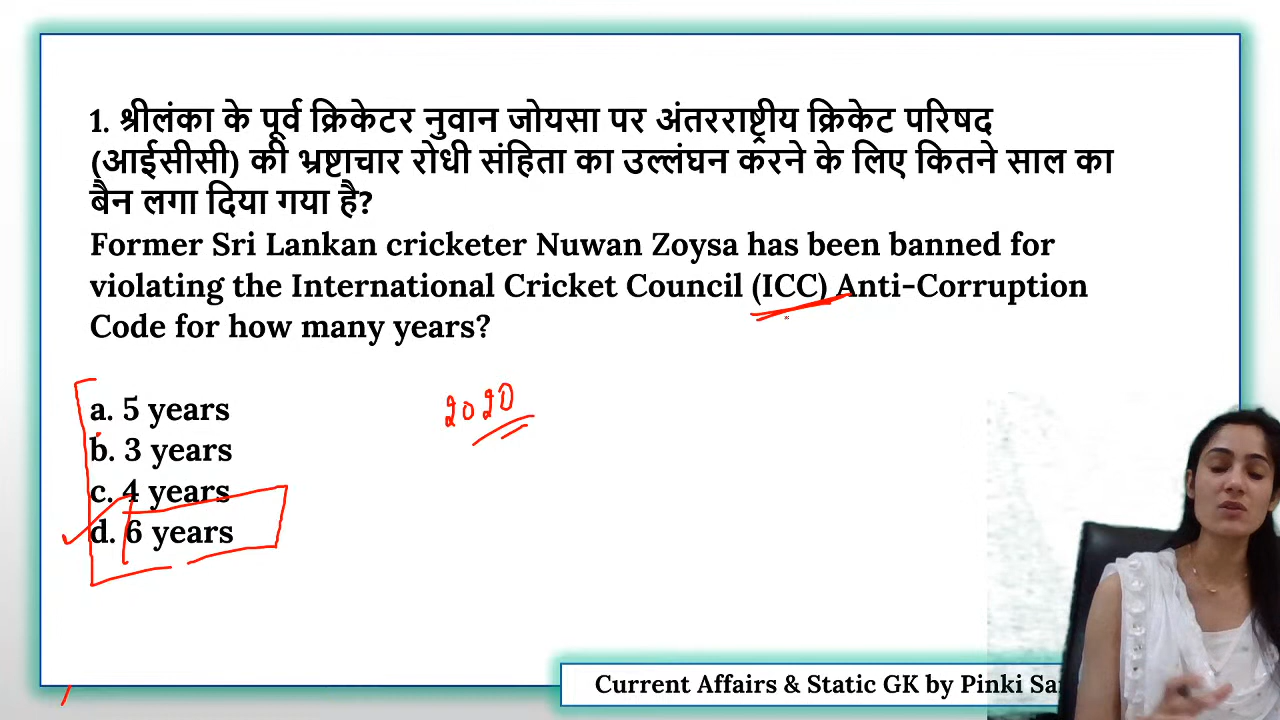 1. श्रीलंका के पूर्व क्रिकेटर नुवान जोयसा पर अंतरराष्ट्रीय क्रिकेट परिषद
(आईसीसी) की भ्रष्टाचार रोधी संहिता का उल्लंघन करने के लिए कितने साल का
बैन लगा दिया गया है?
Former Sri Lankan cricketer Nuwan Zoysa has been banned for
violating the International Cricket Council (ICC) Anti-Corruption
Code for how many years?
a. 5 years
2020
b. 3 years
c. 4 years
d. 6 years
Current Affairs & Static GK by Pinki